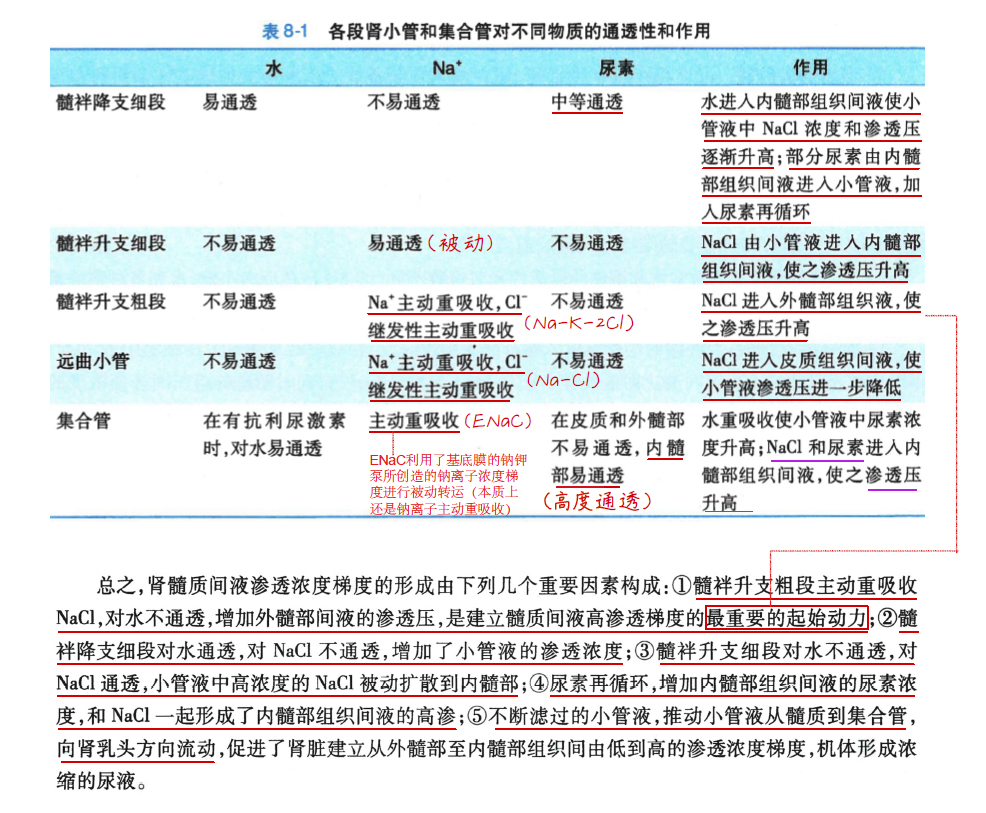 表 8-1 各段肾小管和集合管对不同物质的通透性和作用
水 Na⁺ 尿素 作用
髓袢降支细段 易通透 不易通透 中等通透 水进入内髓部组织间液使小
管液中 NaCl 浓度和渗透压
逐渐升高;部分尿素由内髓
部组织间液进入小管液,加
入尿素再循环
髓袢升支细段 不易通透 易通透(被动) 不易通透 NaCl 由小管液进入内髓部
组织间液,使之渗透压升高
髓袢升支粗段 不易通透 Na⁺主动重吸收,Cl⁻ 不易通透 NaCl 进入外髓部组织液,使
继发性主动重吸收 (Na-K-2Cl) 之渗透压升高
远曲小管 不易通透 Na⁺主动重吸收,Cl⁻ 不易通透 NaCl 进入皮质组织间液,使
继发性主动重吸收 (Na-Cl) 小管液渗透压进一步降低
集合管 在有抗利尿激素 主动重吸收(ENaC) 在皮质和外髓部 水重吸收使小管液中尿素浓
时,对水易通透 不易通透,内髓 度升高;NaCl 和尿素进入内
ENaC利用了基底膜的钠钾
泵所创造的钠离子浓度梯 部易通透 髓部组织间液,使之渗透压
度进行被动转运(本质上
还是钠离子主动重吸收) (高度通透) 升高
总之,肾髓质间液渗透浓度梯度的形成由下列几个重要因素构成:①髓袢升支粗段主动重吸收
NaCl,对水不通透,增加外髓部间液的渗透压,是建立髓质间液高渗透梯度的最重要的起始动力;②髓
袢降支细段对水通透,对 NaCl 不通透,增加了小管液的渗透浓度;③髓袢升支细段对水不通透,对
NaCl 通透,小管液中高浓度的 NaCl 被动扩散到内髓部;④尿素再循环,增加内髓部组织间液的尿素浓
度,和 NaCl 一起形成了内髓部组织间液的高渗;⑤不断滤过的小管液,推动小管液从髓质到集合管,
向肾乳头方向流动,促进了肾脏建立从外髓部至内髓部组织间由低到高的渗透浓度梯度,机体形成浓
缩的尿液。